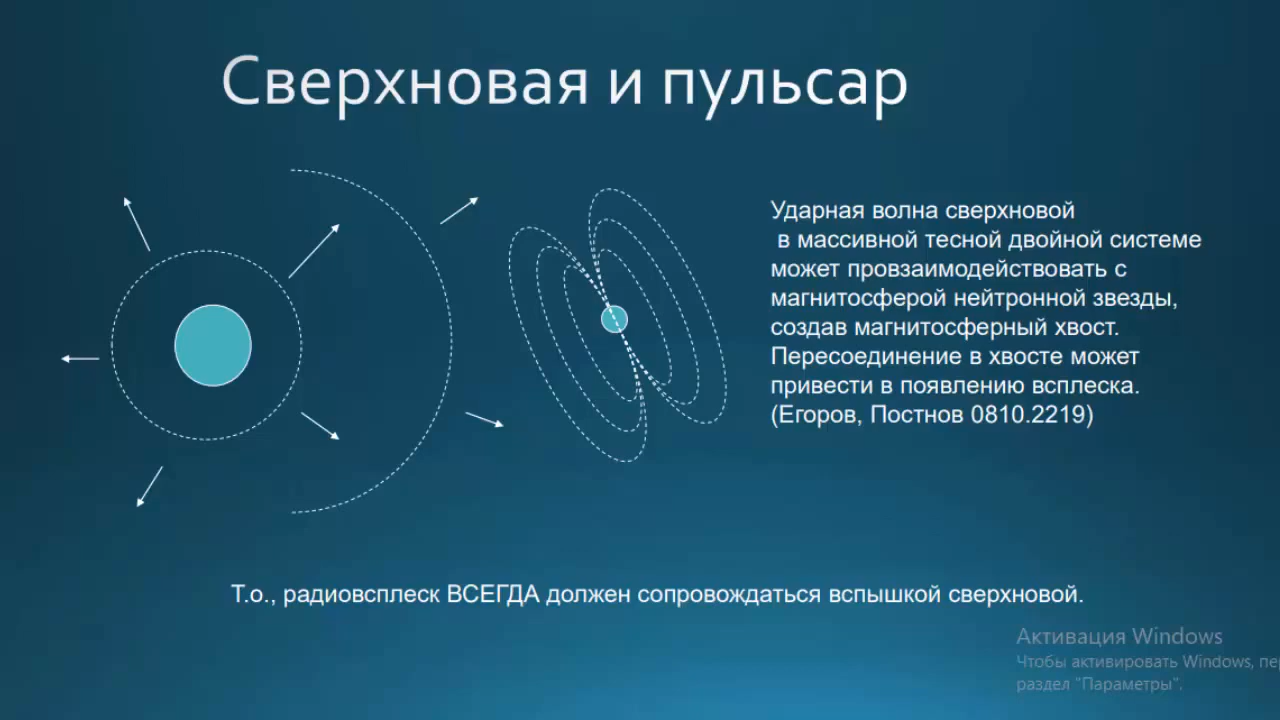 Сверхновая и пульсар
Ударная волна сверхновой
в массивной тесной двойной системе
может провзаимодействовать с
магнитосферой нейтронной звезды,
создав магнитосферный хвост.
Пересоединение в хвосте может
привести в появлению всплеска.
(Егоров, Постнов 0810.2219)
Т.о., радиовсплеск ВСЕГДА должен сопровождаться вспышкой сверхновой.
Активация Windows
Чтобы активировать Windows, пе
раздел "Параметры".